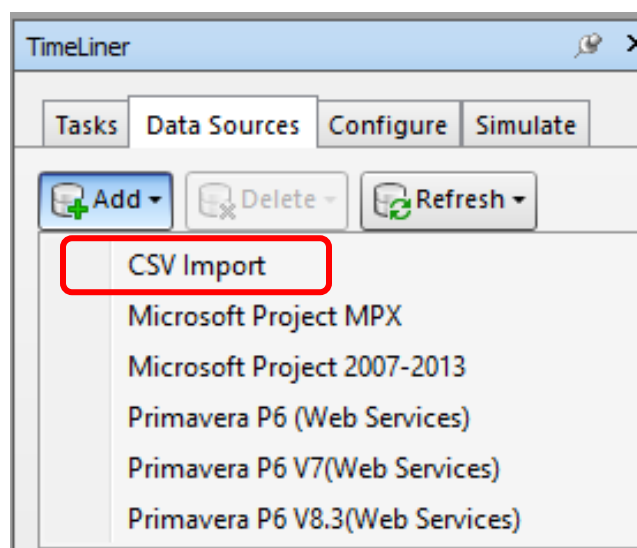 TimeLiner
Tasks Data Sources Configure Simulate
Add Delete Refresh
CSV Import
Microsoft Project MPX
Microsoft Project 2007-2013
Primavera P6 (Web Services)
Primavera P6 V7(Web Services)
Primavera P6 V8.3(Web Services)